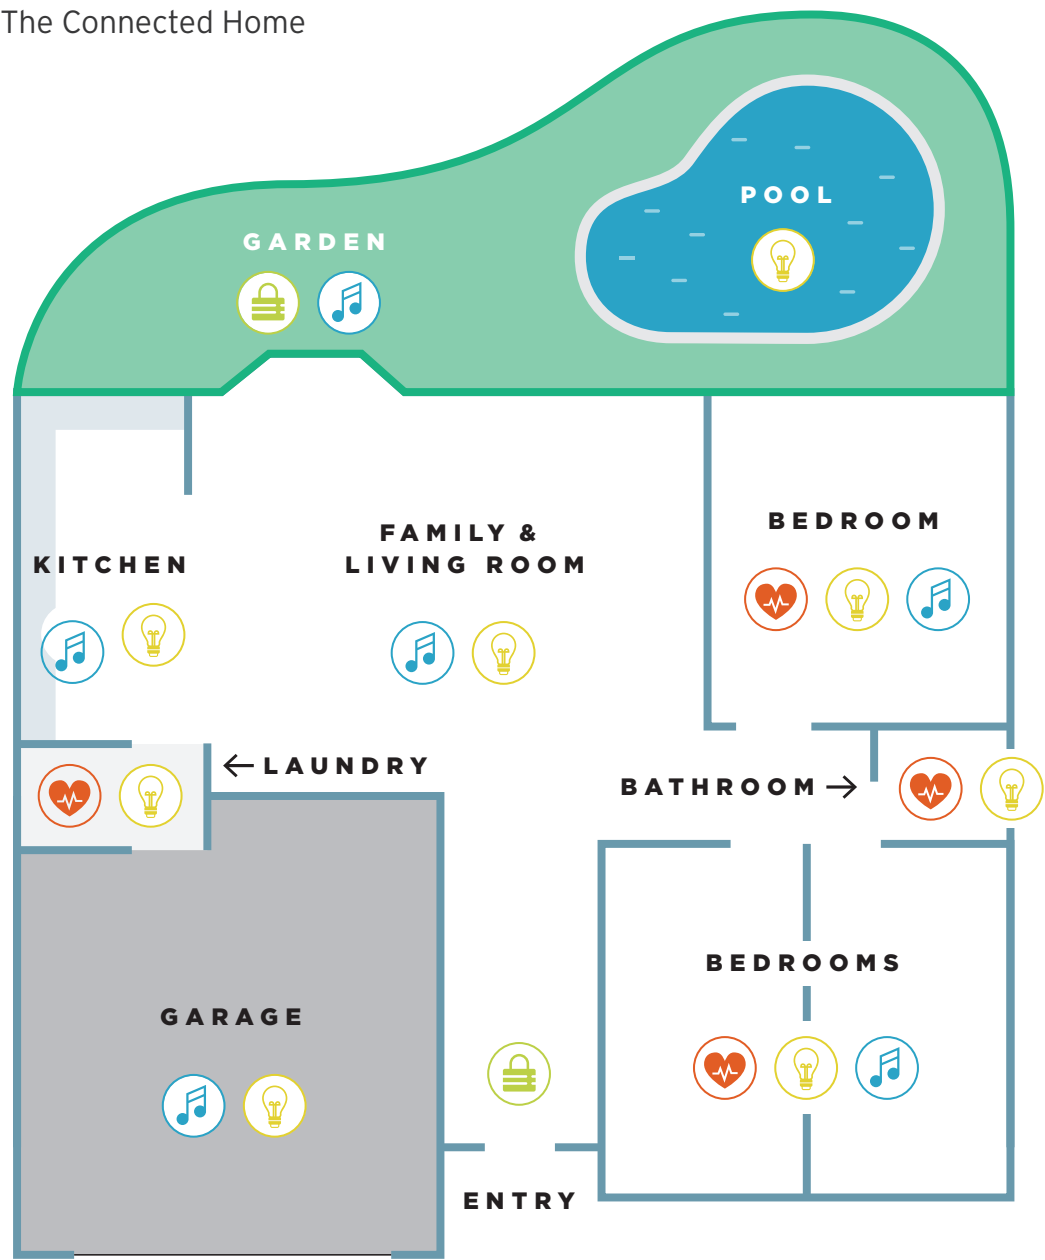 The Connected Home
POOL
GARDEN
BEDROOM
FAMILY &
LIVING ROOM
KITCHEN
LAUNDRY
BATHROOM
BEDROOMS
GARAGE
ENTRY